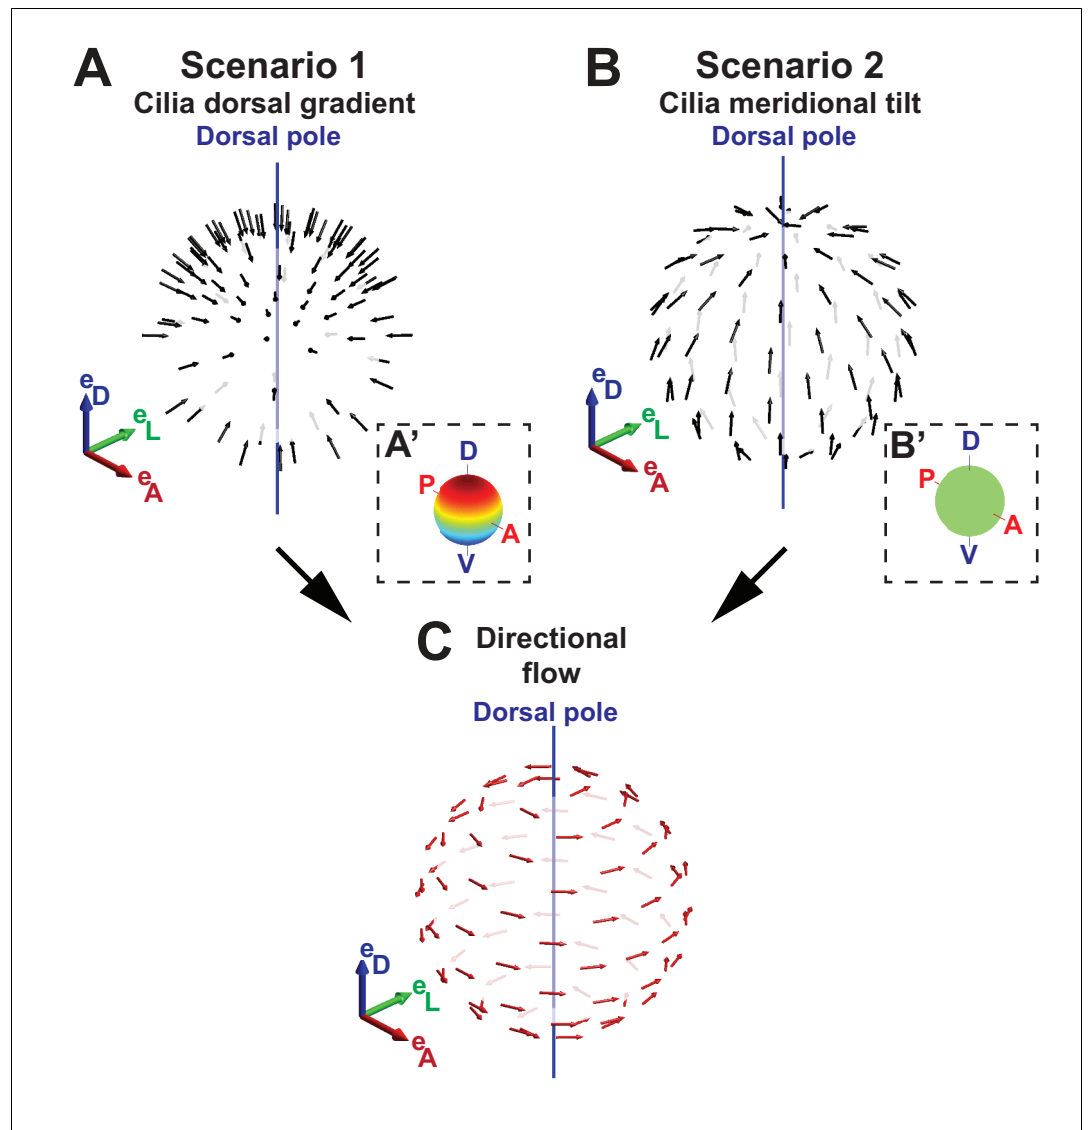 A
Scenario 1
Cilia dorsal gradient
Dorsal pole
eD
eL
eA
A’
D
P
A
V
B
Scenario 2
Cilia meridional tilt
Dorsal pole
eD
eL
eA
B’
D
P
A
V
C
Directional
flow
Dorsal pole
eD
eL
eA